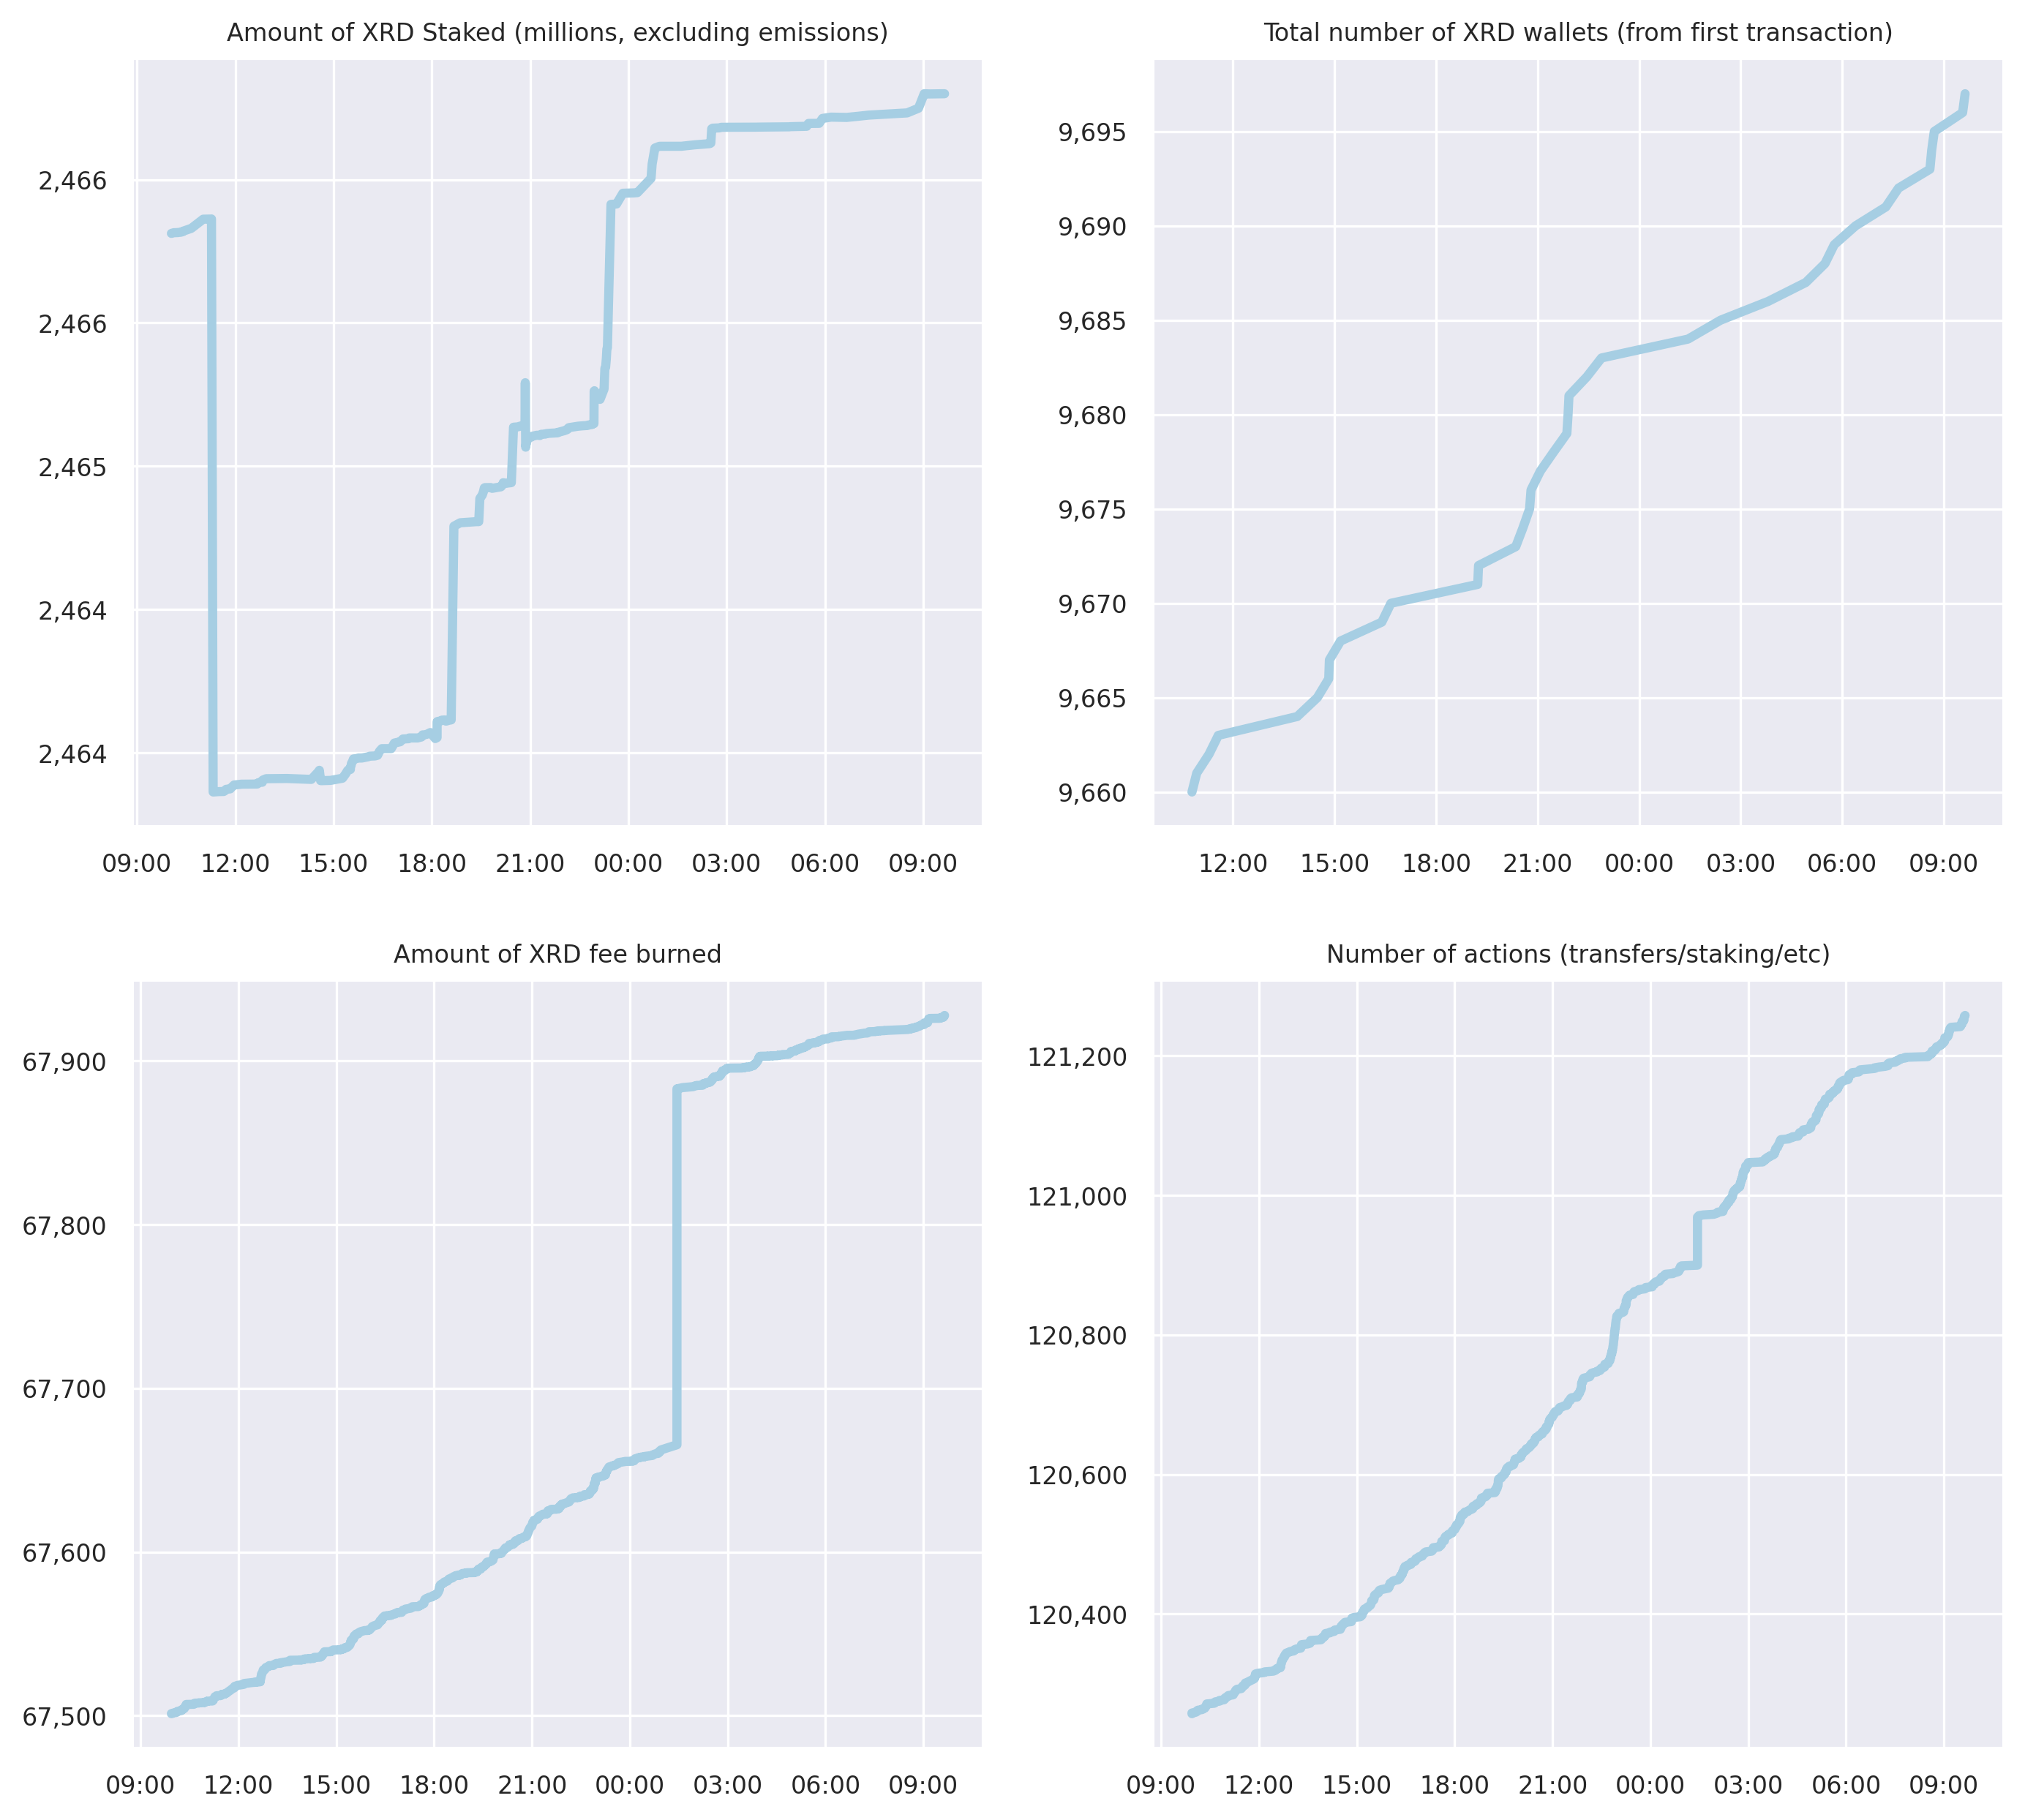 Amount of XRD Staked (millions, excluding emissions)
2,466
2,466
2,465
2,464
2,464
09:00 12:00 15:00 18:00 21:00 00:00 03:00 06:00 09:00
Total number of XRD wallets (from first transaction)
9,695
9,690
9,685
9,680
9,675
9,670
9,665
9,660
12:00 15:00 18:00 21:00 00:00 03:00 06:00 09:00
Amount of XRD fee burned
67,900
67,800
67,700
67,600
67,500
09:00 12:00 15:00 18:00 21:00 00:00 03:00 06:00 09:00
Number of actions (transfers/staking/etc)
121,200
121,000
120,800
120,600
120,400
09:00 12:00 15:00 18:00 21:00 00:00 03:00 06:00 09:00